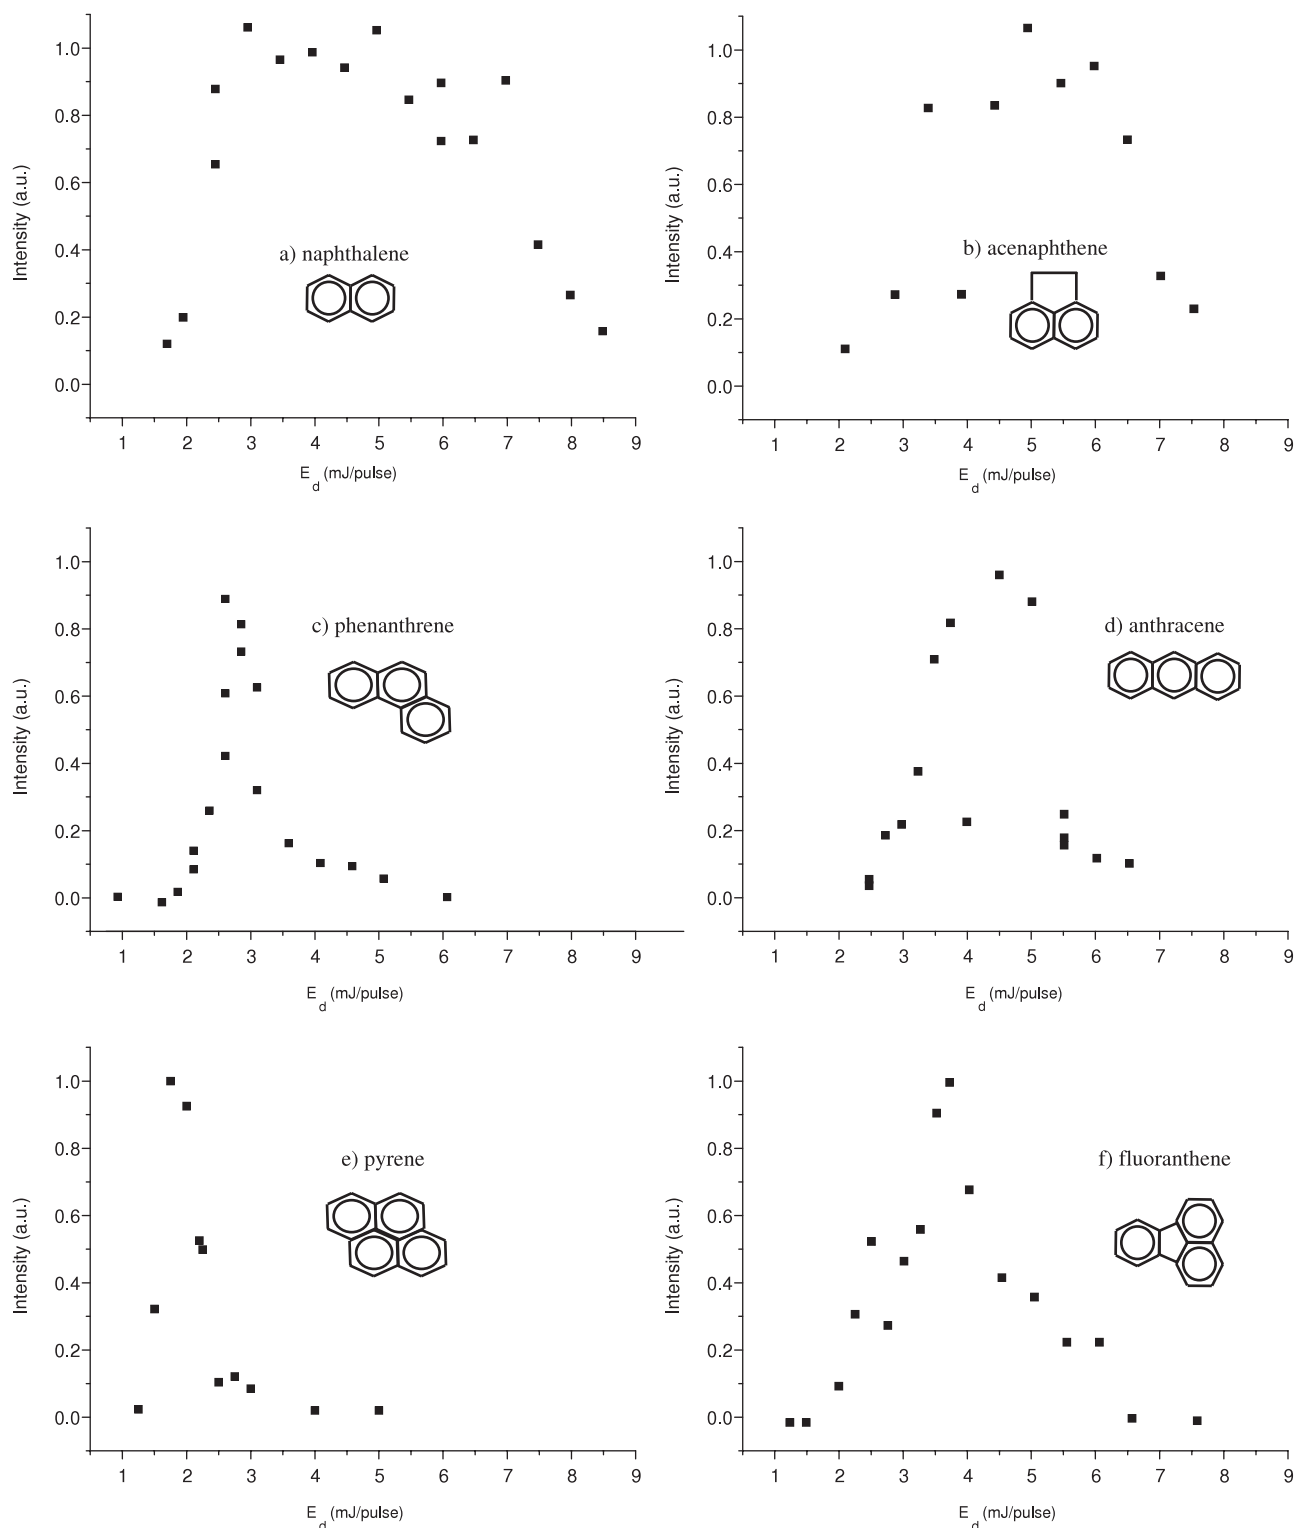 1.0
0.8
0.6
0.4
0.2
0.0
Intensity (a.u.)
a) naphthalene
1 2 3 4 5 6 7 8 9
E d (mJ/pulse)
1.0
0.8
0.6
0.4
0.2
0.0
Intensity (a.u.)
b) acenaphthene
1 2 3 4 5 6 7 8 9
E d (mJ/pulse)
1.0
0.8
0.6
0.4
0.2
0.0
Intensity (a.u.)
c) phenanthrene
1 2 3 4 5 6 7 8 9
E d (mJ/pulse)
1.0
0.8
0.6
0.4
0.2
0.0
Intensity (a.u.)
d) anthracene
1 2 3 4 5 6 7 8 9
E d (mJ/pulse)
1.0
0.8
0.6
0.4
0.2
0.0
Intensity (a.u.)
e) pyrene
1 2 3 4 5 6 7 8 9
E d (mJ/pulse)
1.0
0.8
0.6
0.4
0.2
0.0
Intensity (a.u.)
f) fluoranthene
1 2 3 4 5 6 7 8 9
E d (mJ/pulse)